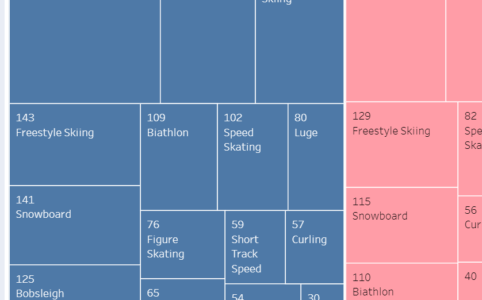 Skiing
143
Freestyle Skiing
109
Biathlon
102
Speed
Skating
80
Luge
141
Snowboard
76
Figure
Skating
59
Short
Track
Speed
57
Curling
125
Bobsleigh
65
54
30
129
Freestyle Skiing
82
Spe
Ska
115
Snowboard
56
Cur
110
Biathlon
40